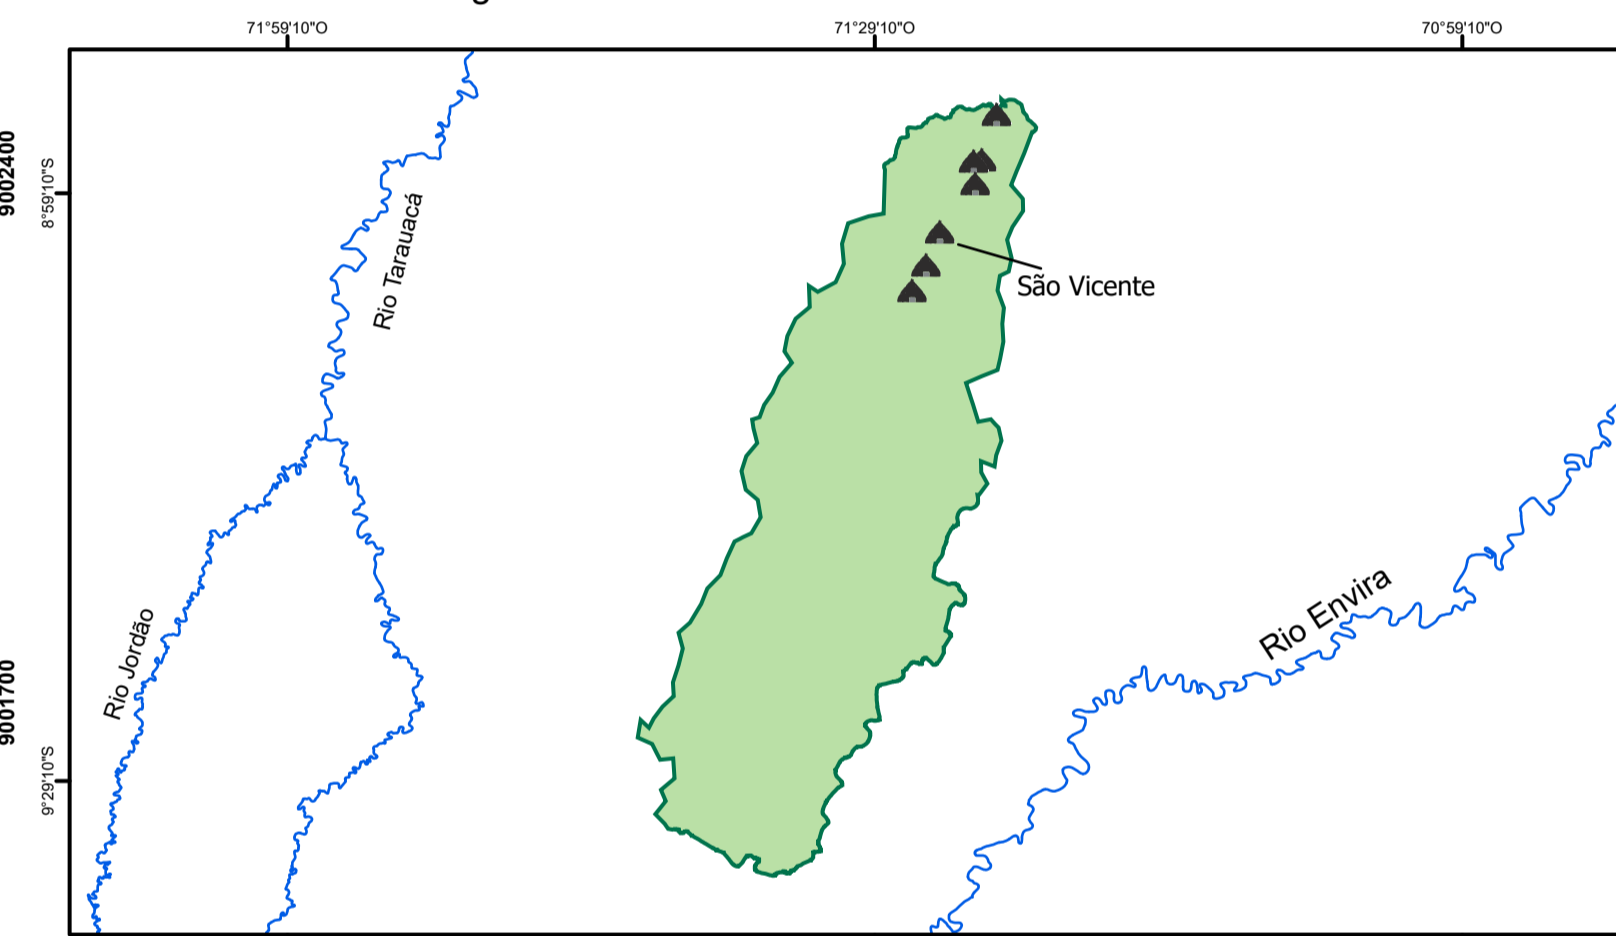 71°59'10"O
71°29'10"O
70°59'10"O
9002400
8°59'10"S
Rio Tarauacá
São Vicente
Rio Envira
Rio Jordão
9001700
9°29'10"S